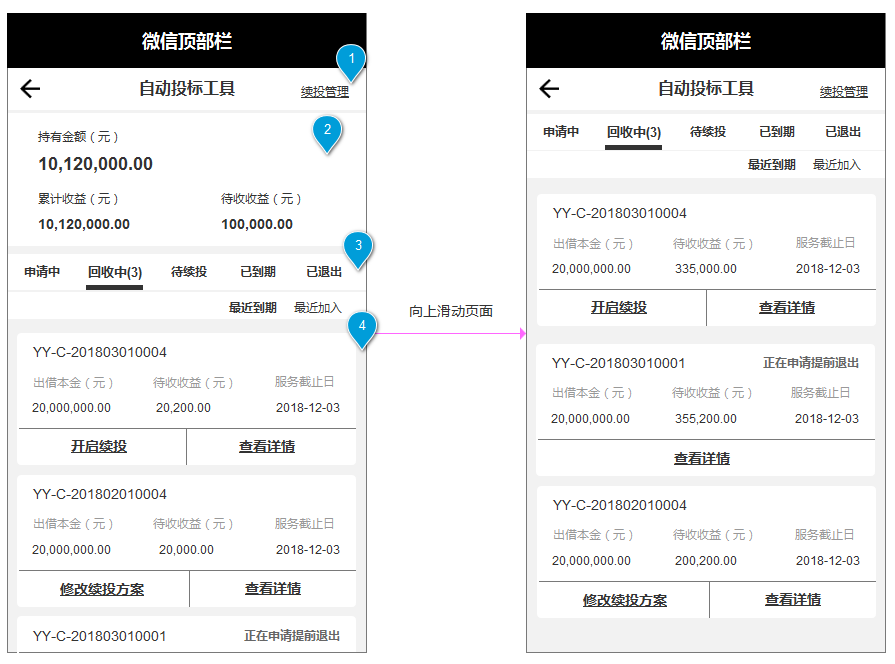 微信顶部栏
1
自动投标工具 续投管理
2
持有金额（元）
10,120,000.00
累计收益（元） 待收收益（元）
10,120,000.00 100,000.00
3
申请中 回收中(3) 待续投 已到期 已退出
最近到期 最近加入
4
YY-C-201803010004
出借本金（元） 待收收益（元） 服务截止日
20,000,000.00 20,200.00 2018-12-03
开启续投 查看详情
YY-C-201802010004
出借本金（元） 待收收益（元） 服务截止日
20,000,000.00 20,000.00 2018-12-03
修改续投方案 查看详情
YY-C-201803010001 正在申请提前退出
向上滑动页面
微信顶部栏
自动投标工具 续投管理
申请中 回收中(3) 待续投 已到期 已退出
最近到期 最近加入
YY-C-201803010004
出借本金（元） 待收收益（元） 服务截止日
20,000,000.00 335,000.00 2018-12-03
开启续投 查看详情
YY-C-201803010001 正在申请提前退出
出借本金（元） 待收收益（元） 服务截止日
20,000,000.00 355,200.00 2018-12-03
查看详情
YY-C-201802010004
出借本金（元） 待收收益（元） 服务截止日
20,000,000.00 200,200.00 2018-12-03
修改续投方案 查看详情